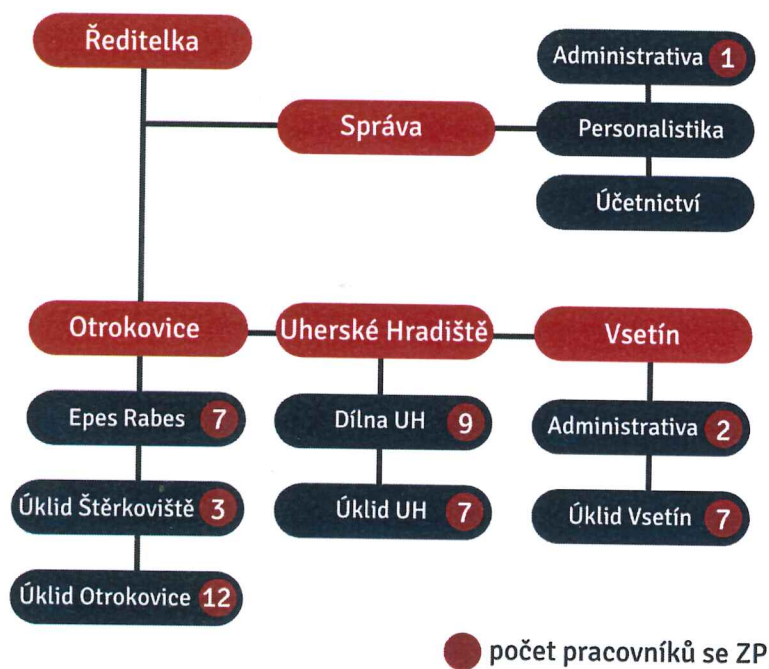 Ředitelka
Administrativa 1
Správa
Personalistika
Účetnictví
Otrokovice
Uherské Hradiště
Vsetín
Epes Rabes 7
Dílna UH 9
Administrativa 2
Úklid Štěrkoviště 3
Úklid UH 7
Úklid Vsetín 7
Úklid Otrokovice 12
počet pracovníků se ZP